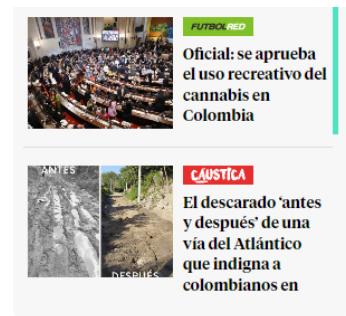 FUTBOLRED
Oficial: se aprueba
el uso recreativo del
cannabis en
Colombia
ANTES
DESPUÉS
CÁUSTICA
El descarado ‘antes
y después’ de una
vía del Atlántico
que indigna a
colombianos en